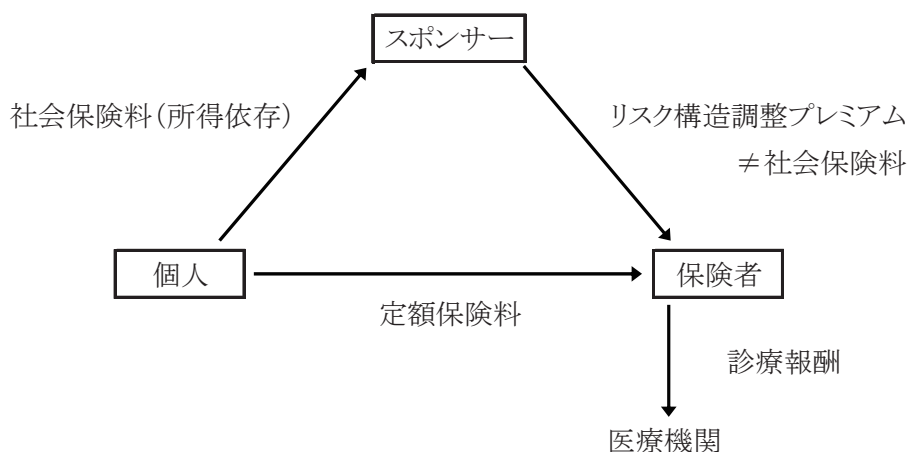 スポンサー
社会保険料(所得依存)
リスク構造調整プレミアム
≠社会保険料
個人
保険者
定額保険料
診療報酬
医療機関